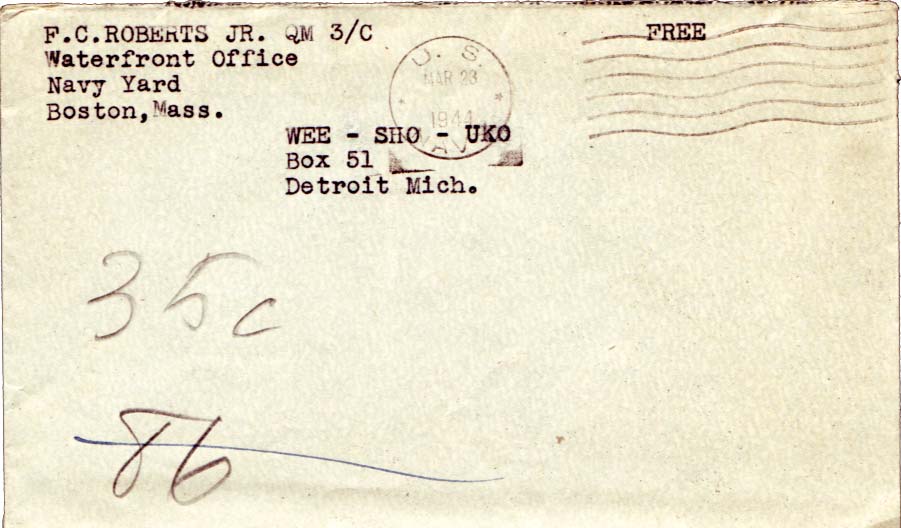 F.C.ROBERTS JR. QM 3/C
Waterfront Office
Navy Yard
Boston,Mass.
FREE
U. S.
MAR 23
1944
NAVY
WEE - SHO - UKO
Box 51
Detroit Mich.
35c
86